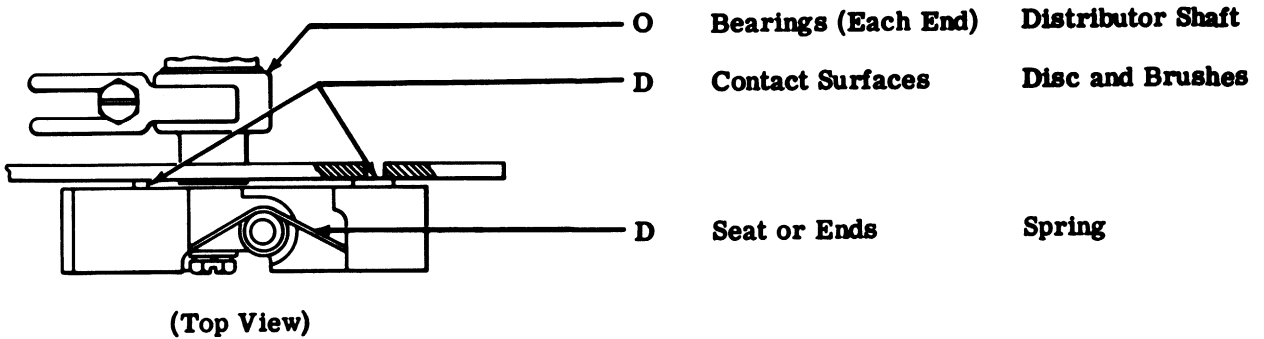 O Bearings (Each End) Distributor Shaft
D Contact Surfaces Disc and Brushes
D Seat or Ends Spring
(Top View)